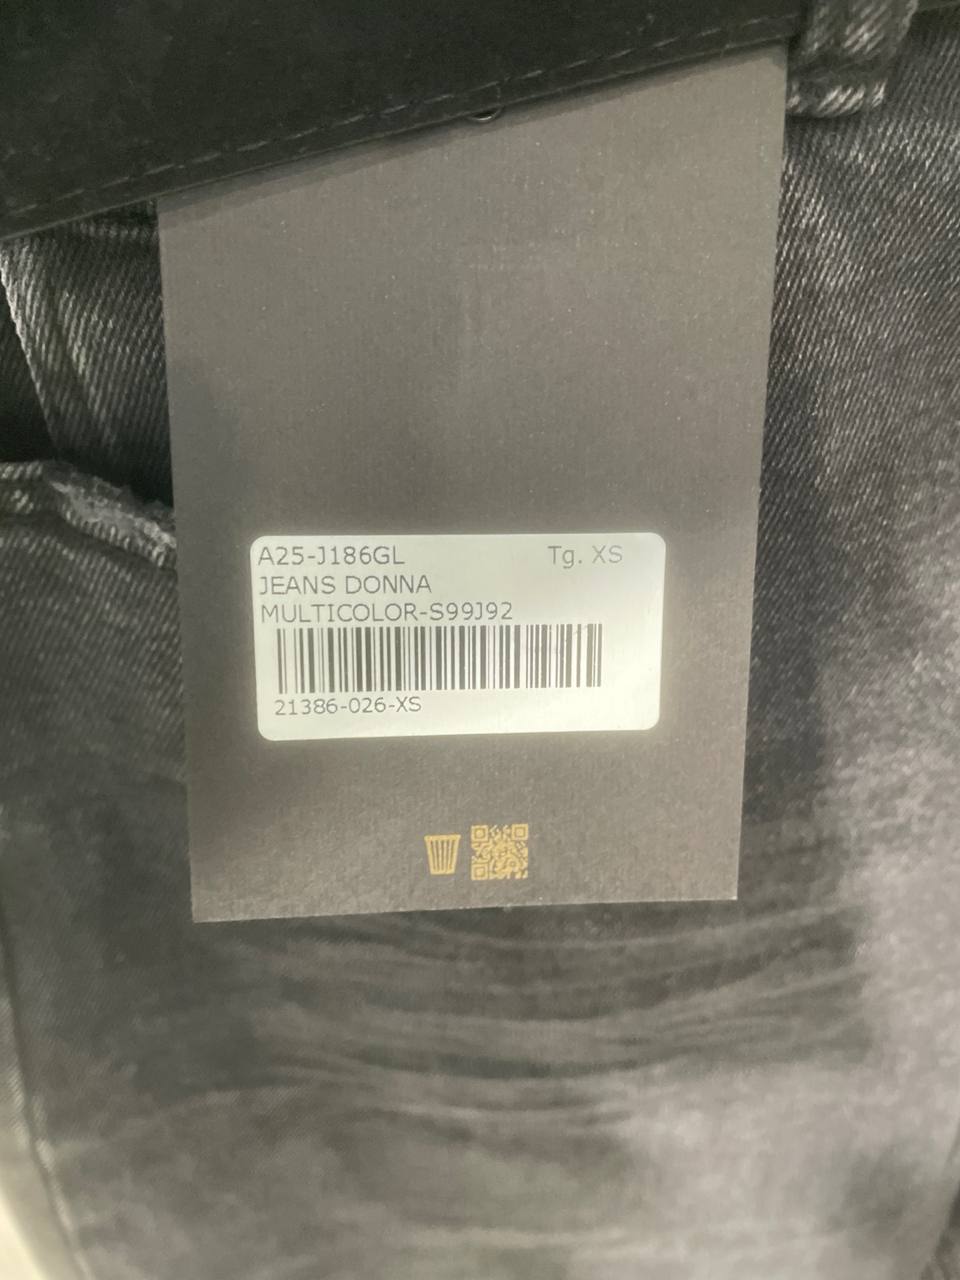 A25-J186GL Tg. XS
JEANS DONNA
MULTICOLOR-S99J92
21386-026-XS